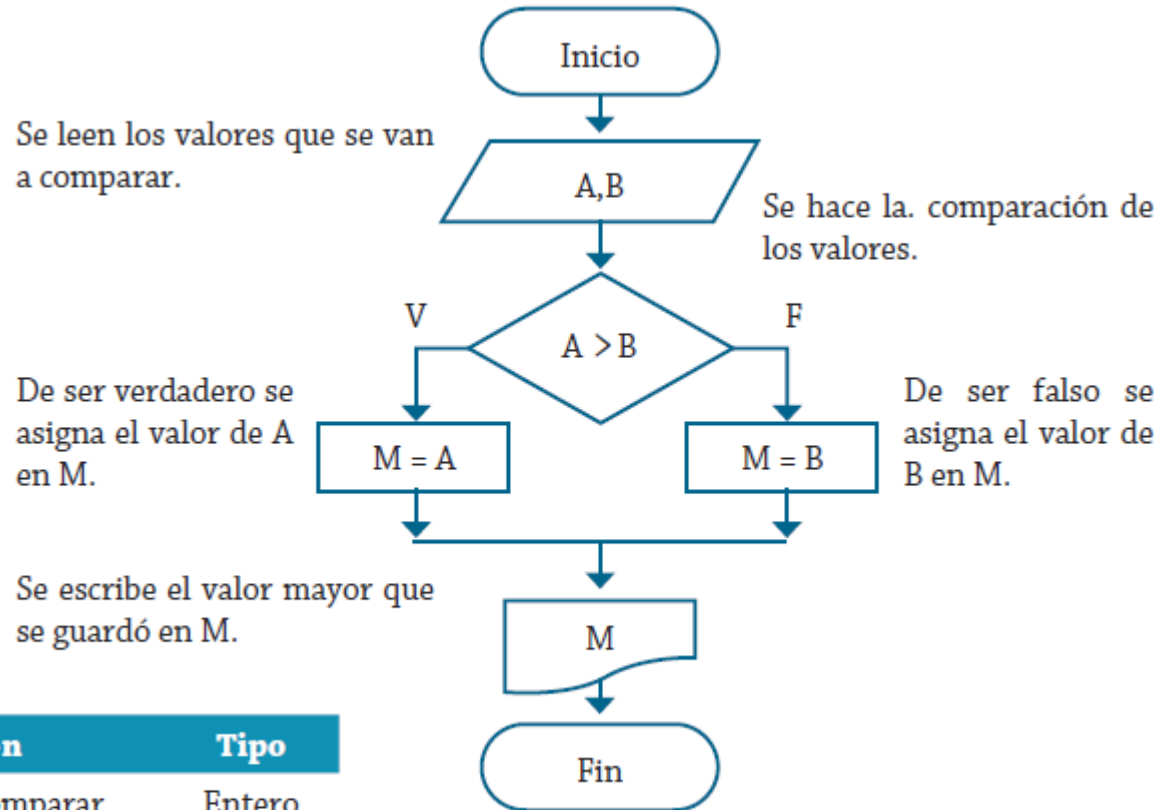 Inicio
Se leen los valores que se van
a comparar.
A,B
Se hace la. comparación de
los valores.
V
F
A > B
De ser verdadero se
asigna el valor de A
en M.
M = A
M = B
De ser falso se
asigna el valor de
B en M.
Se escribe el valor mayor que
se guardó en M.
M
Fin
n Tipo
omparar Entero